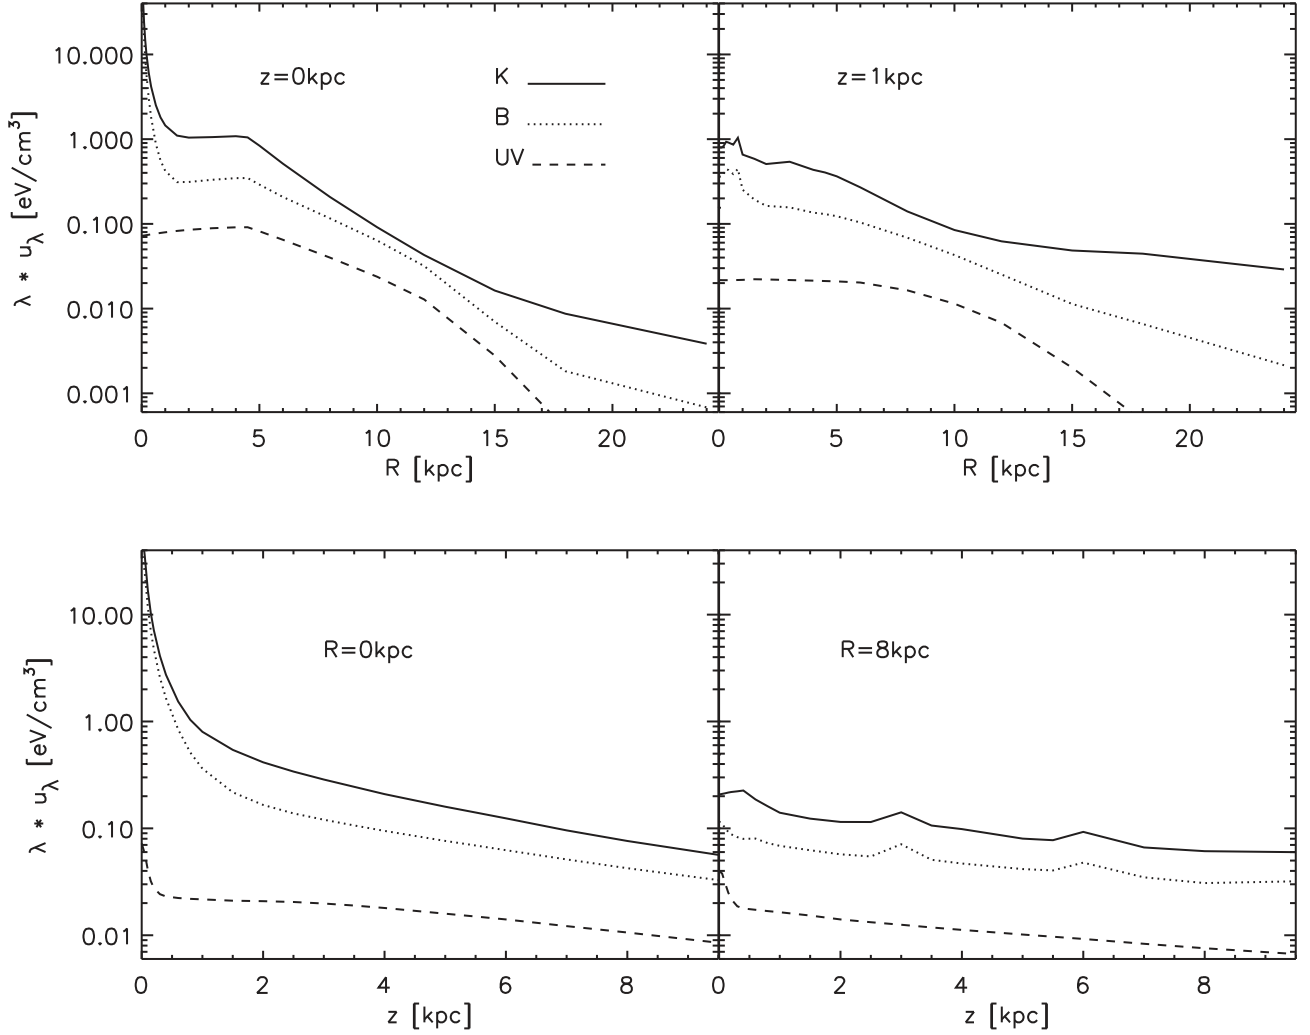 z=0kpc
K
B
UV
10.000
1.000
0.100
0.010
0.001
λ * uλ [eV/cm³]
0 5 10 15 20
R [kpc]
z=1kpc
0 5 10 15 20
R [kpc]
R=0kpc
10.00
1.00
0.10
0.01
λ * uλ [eV/cm³]
0 2 4 6 8
z [kpc]
R=8kpc
0 2 4 6 8
z [kpc]